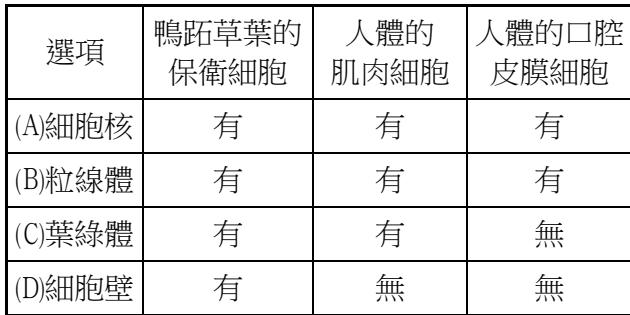 選項 鴨跖草葉的保衛細胞 人體的肌肉細胞 人體的口腔皮膜細胞
(A)細胞核 有 有 有
(B)粒線體 有 有 有
(C)葉綠體 有 有 無
(D)細胞壁 有 無 無